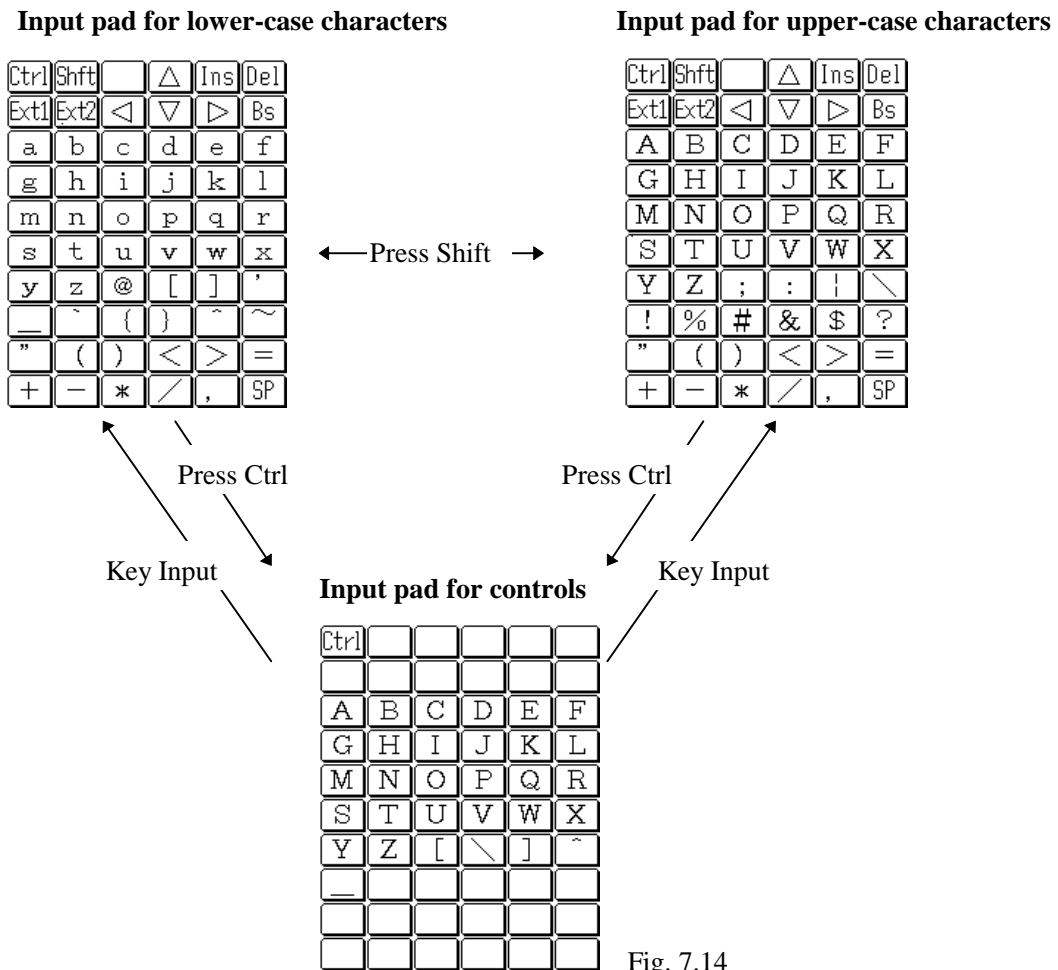 Input pad for lower-case characters
Input pad for upper-case characters
Ctrl Shft △ Ins Del
Ext1 Ext2 ◁ ▽ ▷ Bs
a b c d e f
g h i j k l
m n o p q r
s t u v w x
y z @ [ ] ’
_ ` { } ^ ~
” ( ) < > =
+ - * / , SP
Press Shift
Ctrl Shft △ Ins Del
Ext1 Ext2 ◁ ▽ ▷ Bs
A B C D E F
G H I J K L
M N O P Q R
S T U V W X
Y Z ; : ¦ \
! % # & $ ?
” ( ) < > =
+ - * / , SP
Press Ctrl
Press Ctrl
Key Input
Key Input
Input pad for controls
Ctrl
A B C D E F
G H I J K L
M N O P Q R
S T U V W X
Y Z [ \ ] ^
_
Fig. 7.14